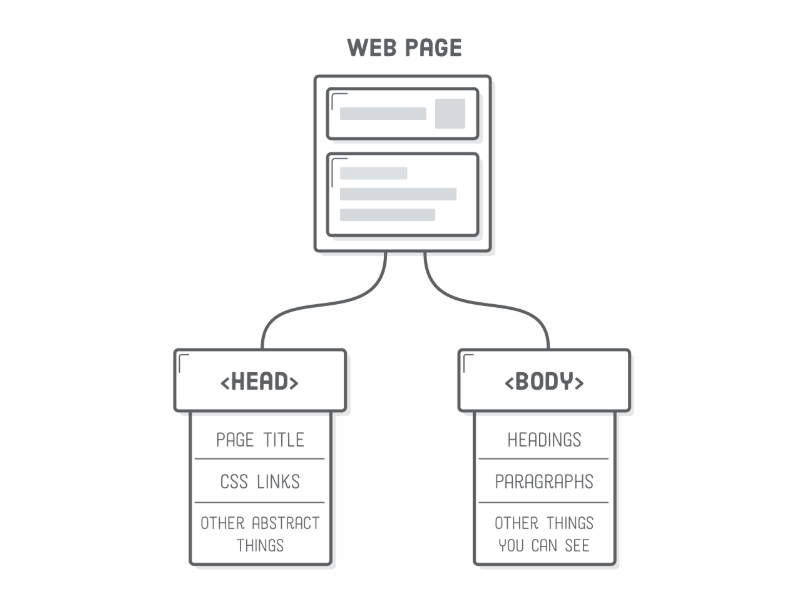 WEB PAGE
<HEAD>
PAGE TITLE
CSS LINKS
OTHER ABSTRACT
THINGS
<BODY>
HEADINGS
PARAGRAPHS
OTHER THINGS
YOU CAN SEE